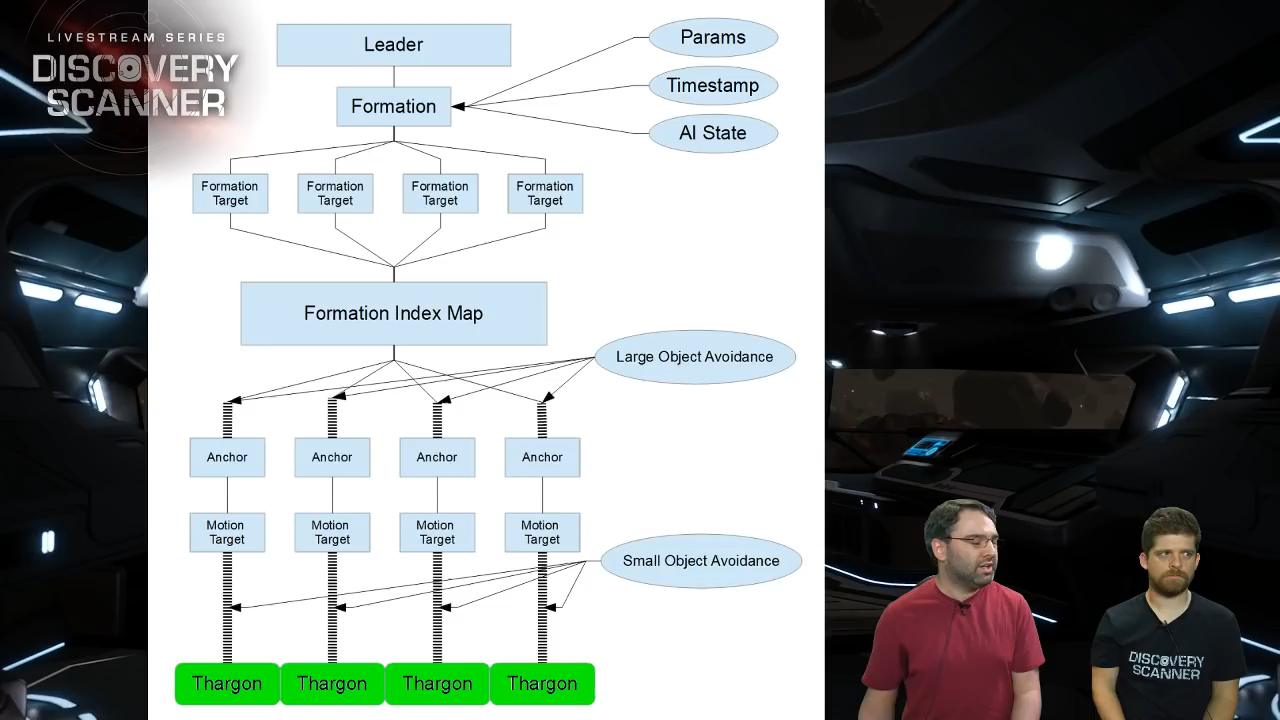 LIVESTREAM SERIES
DISCOVERY
SCANNER
Leader
Params
Timestamp
Formation
AI State
Formation
Target
Formation
Target
Formation
Target
Formation
Target
Formation Index Map
Large Object Avoidance
Anchor
Anchor
Anchor
Anchor
Motion
Target
Motion
Target
Motion
Target
Motion
Target
Small Object Avoidance
Thargon
Thargon
Thargon
Thargon
DISCOVERY
SCANNER